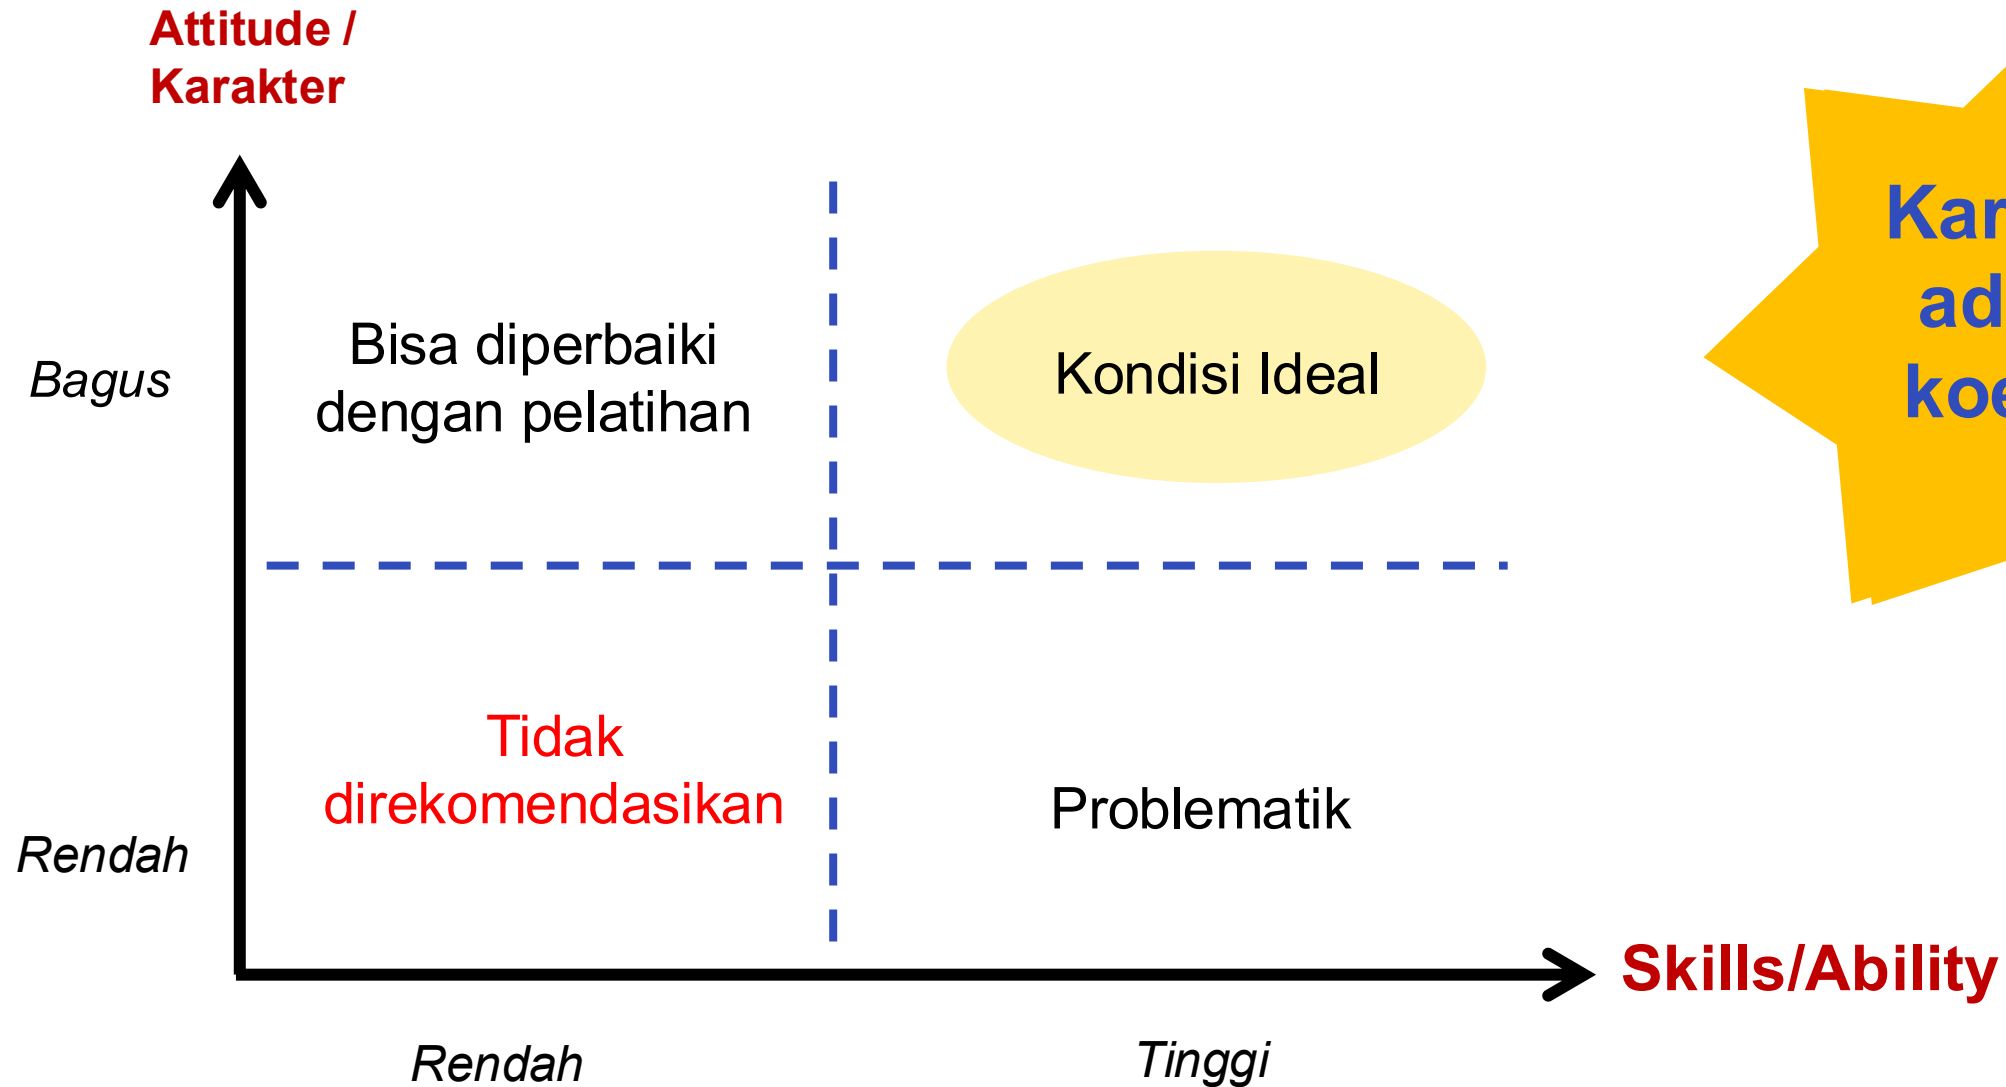 Attitude /
Karakter
Bagus
Bisa diperbaiki
dengan pelatihan
Kondisi Ideal
Rendah
Tidak
direkomendasikan
Problematik
Skills/Ability
Rendah
Tinggi